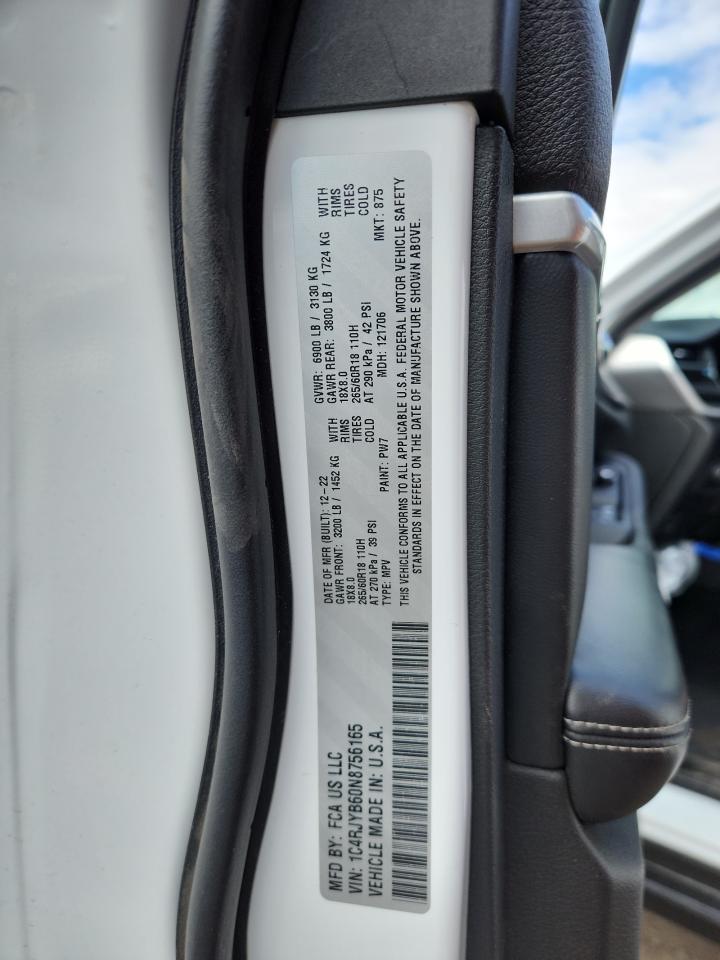 MFD BY: FCA US LLC
VIN: 1C4RJYB60N8756165
VEHICLE MADE IN: U.S.A.
DATE OF MFR (BUILT): 12-22 GVWR: 6900 LB / 3130 KG
GAWR FRONT: 3200 LB / 1452 KG WITH GAWR REAR: 3800 LB / 1724 KG WITH
18X8.0 RIMS 18X8.0 RIMS
265/60R18 110H TIRES 265/60R18 110H TIRES
AT 270 kPa / 39 PSI COLD AT 290 kPa / 42 PSI COLD
TYPE: MPV PAINT: PW7 MDH: 121706 MKT: 875
THIS VEHICLE CONFORMS TO ALL APPLICABLE U.S.A. FEDERAL MOTOR VEHICLE SAFETY
STANDARDS IN EFFECT ON THE DATE OF MANUFACTURE SHOWN ABOVE.